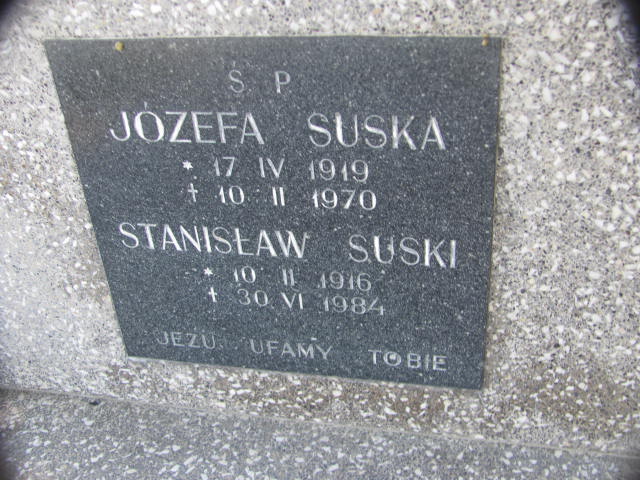 Ś P
JÓZEFA SUSKA
* 17 IV 1919
† 10 II 1970
STANISŁAW SUSKI
* 10 II 1916
† 30 VI 1984
JEZU UFAMY TOBIE